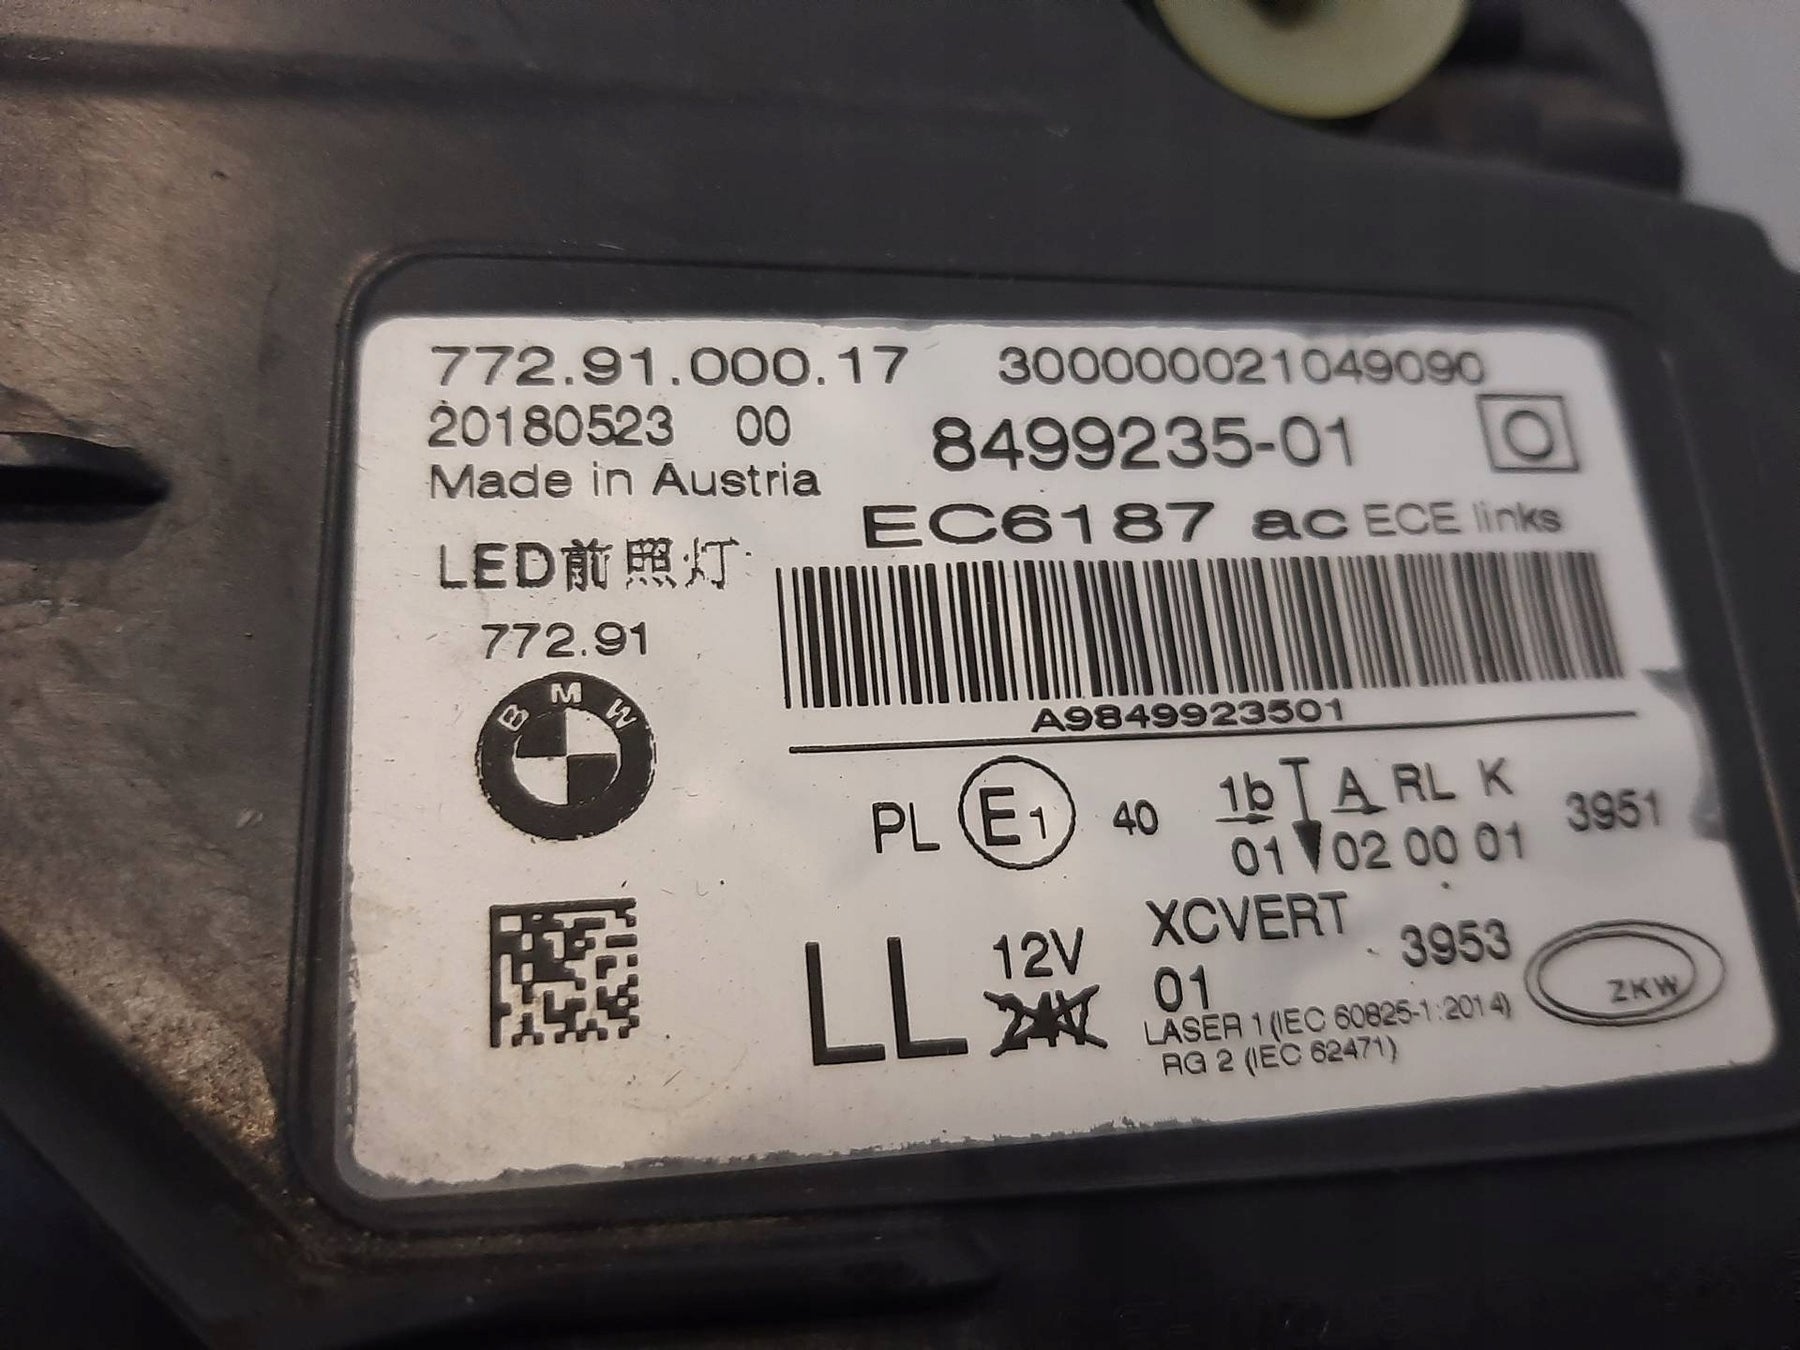 772.91.000.17 300000021049090
20180523 00 8499235-01
Made in Austria
EC6187 ac ECE links
LED前照灯
772.91
BMW
A9849923501
PL E1 40 1b A RL K 3951
01 02 00 01
LL 12V XCVERT 3953
24V 01
LASER 1 (IEC 60825-1:2014)
RG 2 (IEC 62471)
ZKW